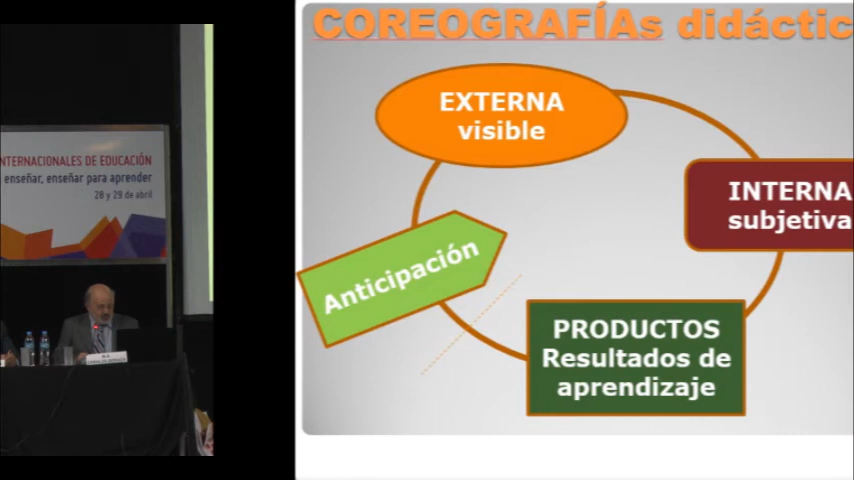 NTERNACIONALES DE EDUCACIÓN
enseñar, enseñar para aprender
28 y 29 de abril
COREOGRAFÍAs didáctic
EXTERNA
visible
INTERNA
subjetiva
Anticipación
PRODUCTOS
Resultados de
aprendizaje